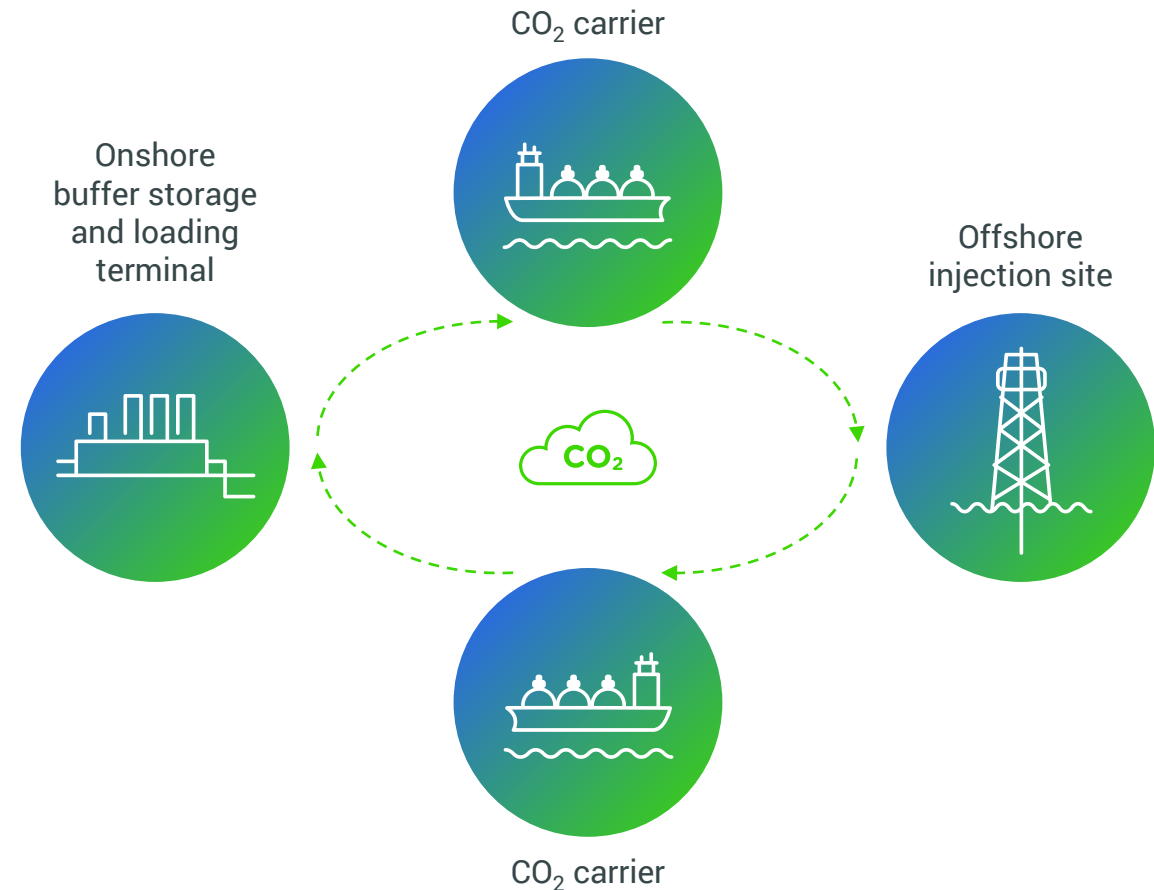 CO₂ carrier
Onshore
buffer storage
and loading
terminal
Offshore
injection site
CO₂
CO₂ carrier